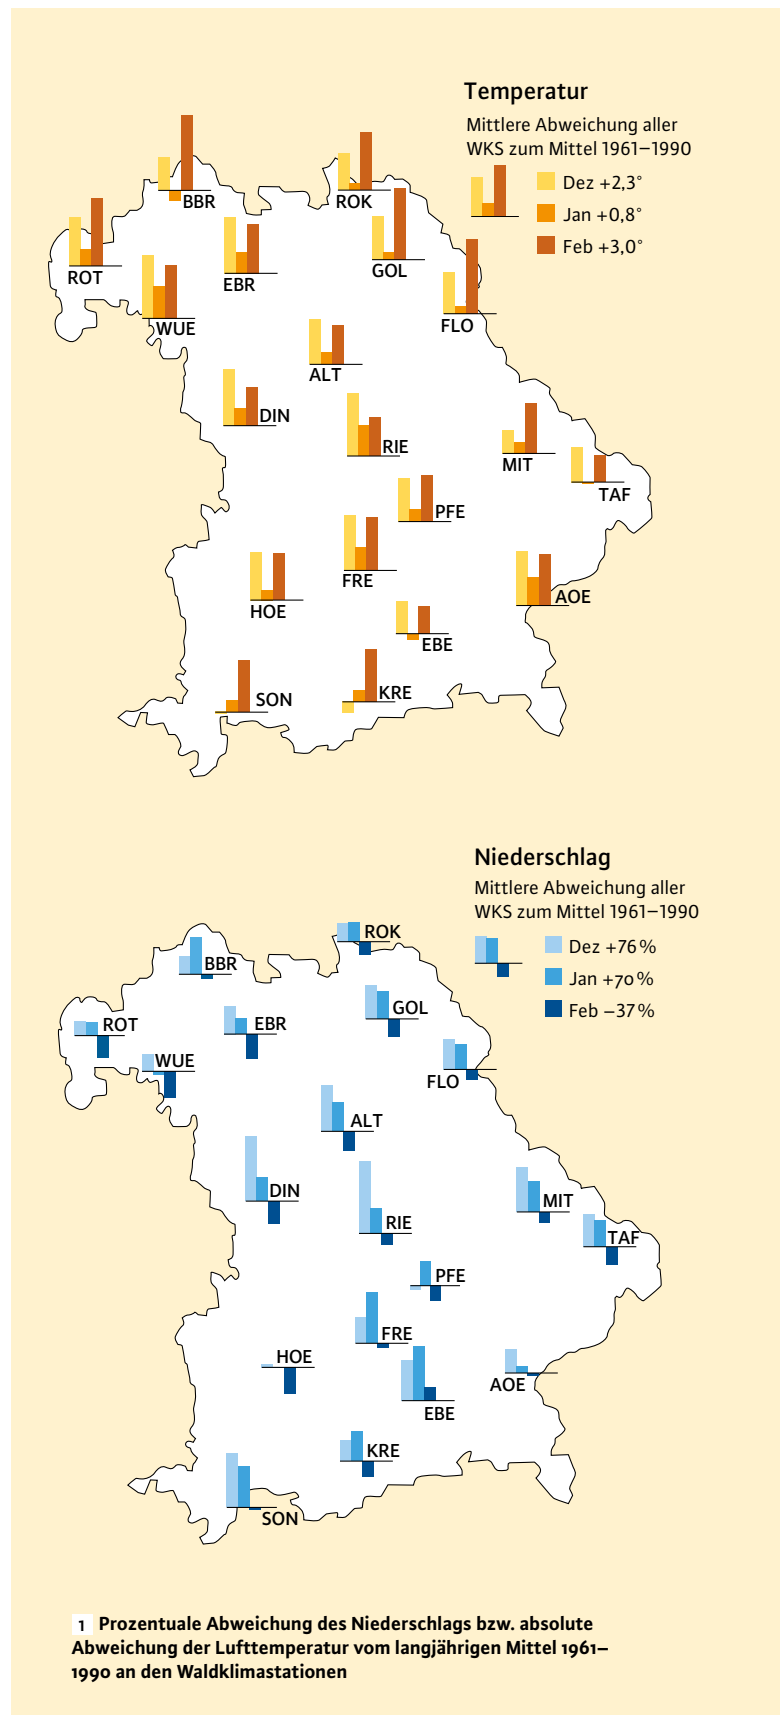 Temperatur
Mittlere Abweichung aller
WKS zum Mittel 1961–1990
Dez +2,3°
Jan +0,8°
Feb +3,0°
BBR
ROK
ROT
EBR
GOL
WUE
FLO
ALT
DIN
RIE
MIT
TAF
PFE
FRE
HOE
AOE
EBE
SON
KRE
Niederschlag
Mittlere Abweichung aller
WKS zum Mittel 1961–1990
Dez +76%
Jan +70%
Feb –37%
ROK
BBR
GOL
ROT
EBR
WUE
FLO
ALT
DIN
MIT
RIE
TAF
PFE
FRE
HOE
AOE
EBE
KRE
SON
1 Prozentuale Abweichung des Niederschlags bzw. absolute
Abweichung der Lufttemperatur vom langjährigen Mittel 1961–
1990 an den Waldklimastationen